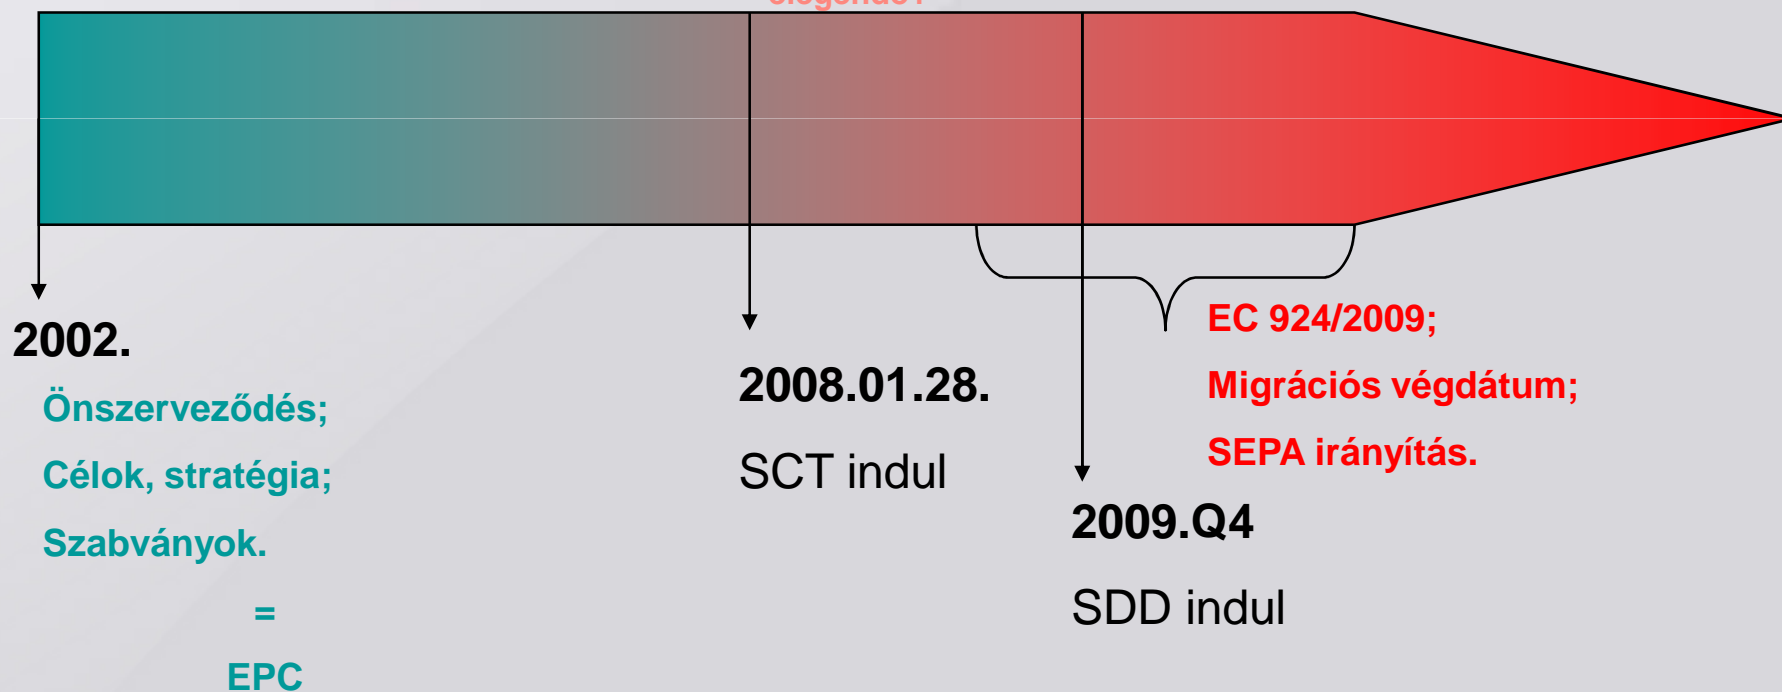 2002.
Önszerveződés;
Célok, stratégia;
Szabványok.
=
EPC
2008.01.28.
SCT indul
2009.Q4
SDD indul
EC 924/2009;
Migrációs végdátum;
SEPA irányítás.